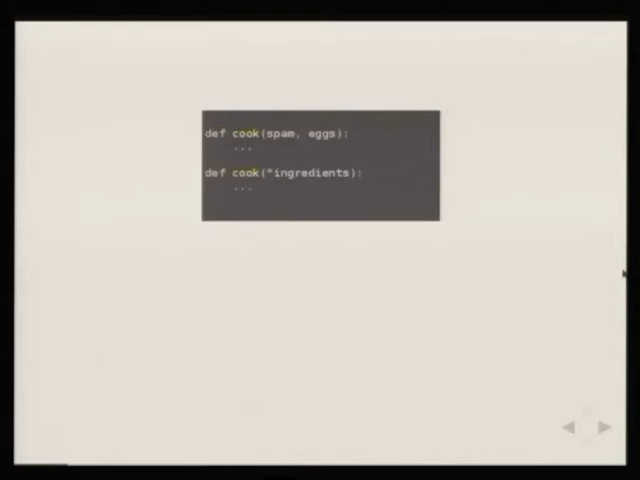 def cook(spam, eggs):
...
def cook(*ingredients):
...